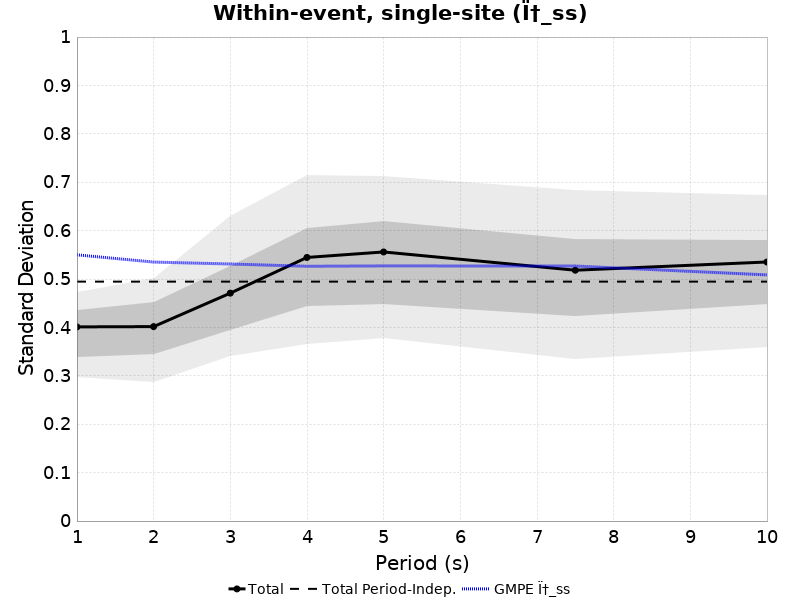 Within-event, single-site (Ï†_ss)
1
0.9
0.8
0.7
0.6
0.5
0.4
0.3
0.2
0.1
0
Standard Deviation
1 2 3 4 5 6 7 8 9 10
Period (s)
Total Total Period-Indep. GMPE Ï†_ss